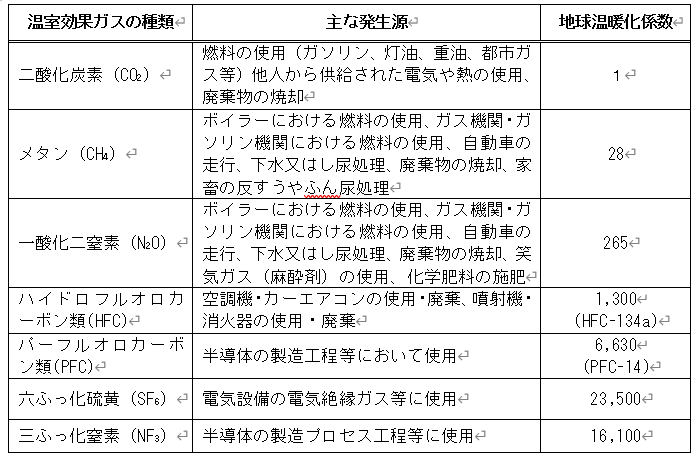 温室効果ガスの種類 主な発生源 地球温暖化係数
二酸化炭素（CO₂）
燃料の使用（ガソリン、灯油、重油、都市ガ
ス等）他人から供給された電気や熱の使用、
廃棄物の焼却
1
メタン（CH₄）
ボイラーにおける燃料の使用、ガス機関・ガ
ソリン機関における燃料の使用、自動車の
走行、下水又はし尿処理、廃棄物の焼却、家
畜の反すうやふん尿処理
28
一酸化二窒素（N₂O）
ボイラーにおける燃料の使用、ガス機関・ガ
ソリン機関における燃料の使用、自動車の
走行、下水又はし尿処理、廃棄物の焼却、笑
気ガス（麻酔剤）の使用、化学肥料の施肥
265
ハイドロフルオロカ
ーボン類(HFC)
空調機・カーエアコンの使用・廃棄、噴射機・
消火器の使用・廃棄
1,300
(HFC-134a)
パーフルオロカーボ
ン類(PFC)
半導体の製造工程等において使用
6,630
(PFC-14)
六ふっ化硫黄（SF₆）
電気設備の電気絶縁ガス等に使用
23,500
三ふっ化窒素（NF₃）
半導体の製造プロセス工程等に使用
16,100